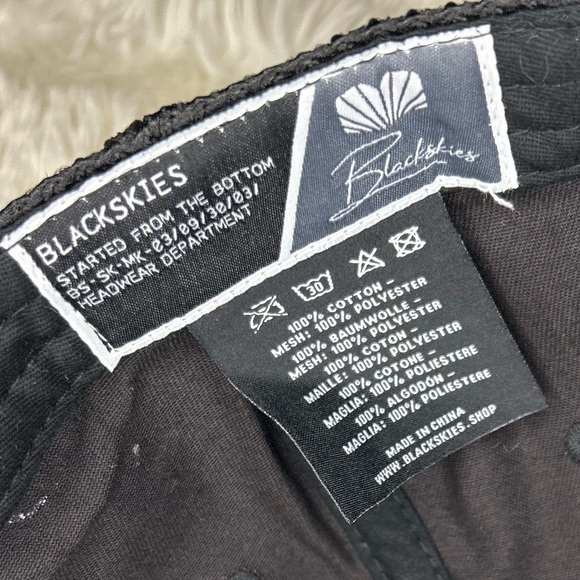 BLACKSKIES
STARTED FROM THE BOTTOM
BS-SK-MK-03/09/30/03/
HEADWEAR DEPARTMENT
Blackskies
30
100% COTTON –
MESH: 100% POLYESTER
100% BAUMWOLLE –
MESH: 100% POLYESTER
100% COTON –
MAILLE: 100% POLYESTER
100% COTONE –
MAGLIA: 100% POLIESTERE
100% ALGODÓN –
MAGLIA: 100% POLIESTERE
MADE IN CHINA
WWW.BLACKSKIES.SHOP